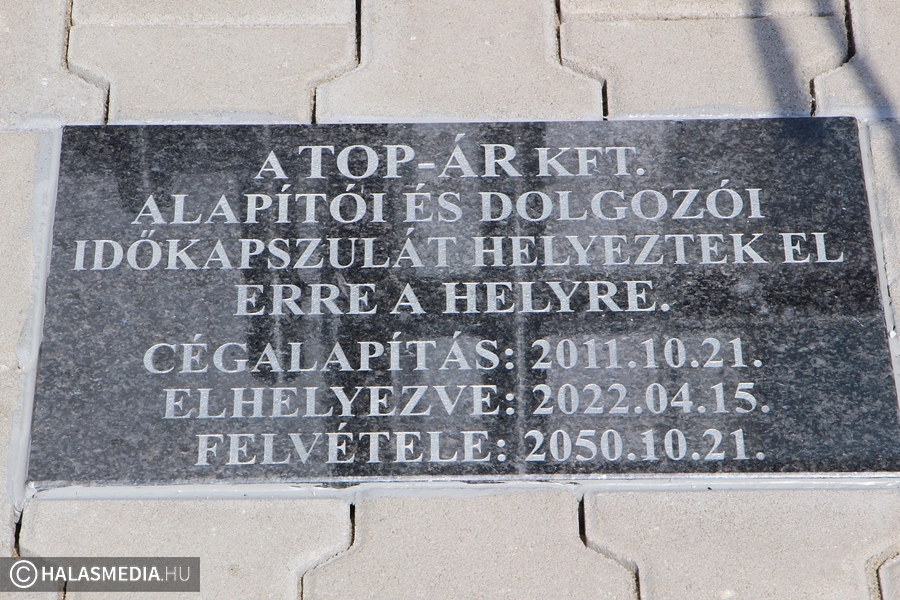 A TOP-ÁR KFT.
ALAPÍTÓI ÉS DOLGOZÓI
IDŐKAPSZULÁT HELYEZTEK EL
ERRE A HELYRE.
CÉGALAPÍTÁS: 2011.10.21.
ELHELYEZVE: 2022.04.15.
FELVÉTELE: 2050.10.21.
© HALASMEDIA.HU